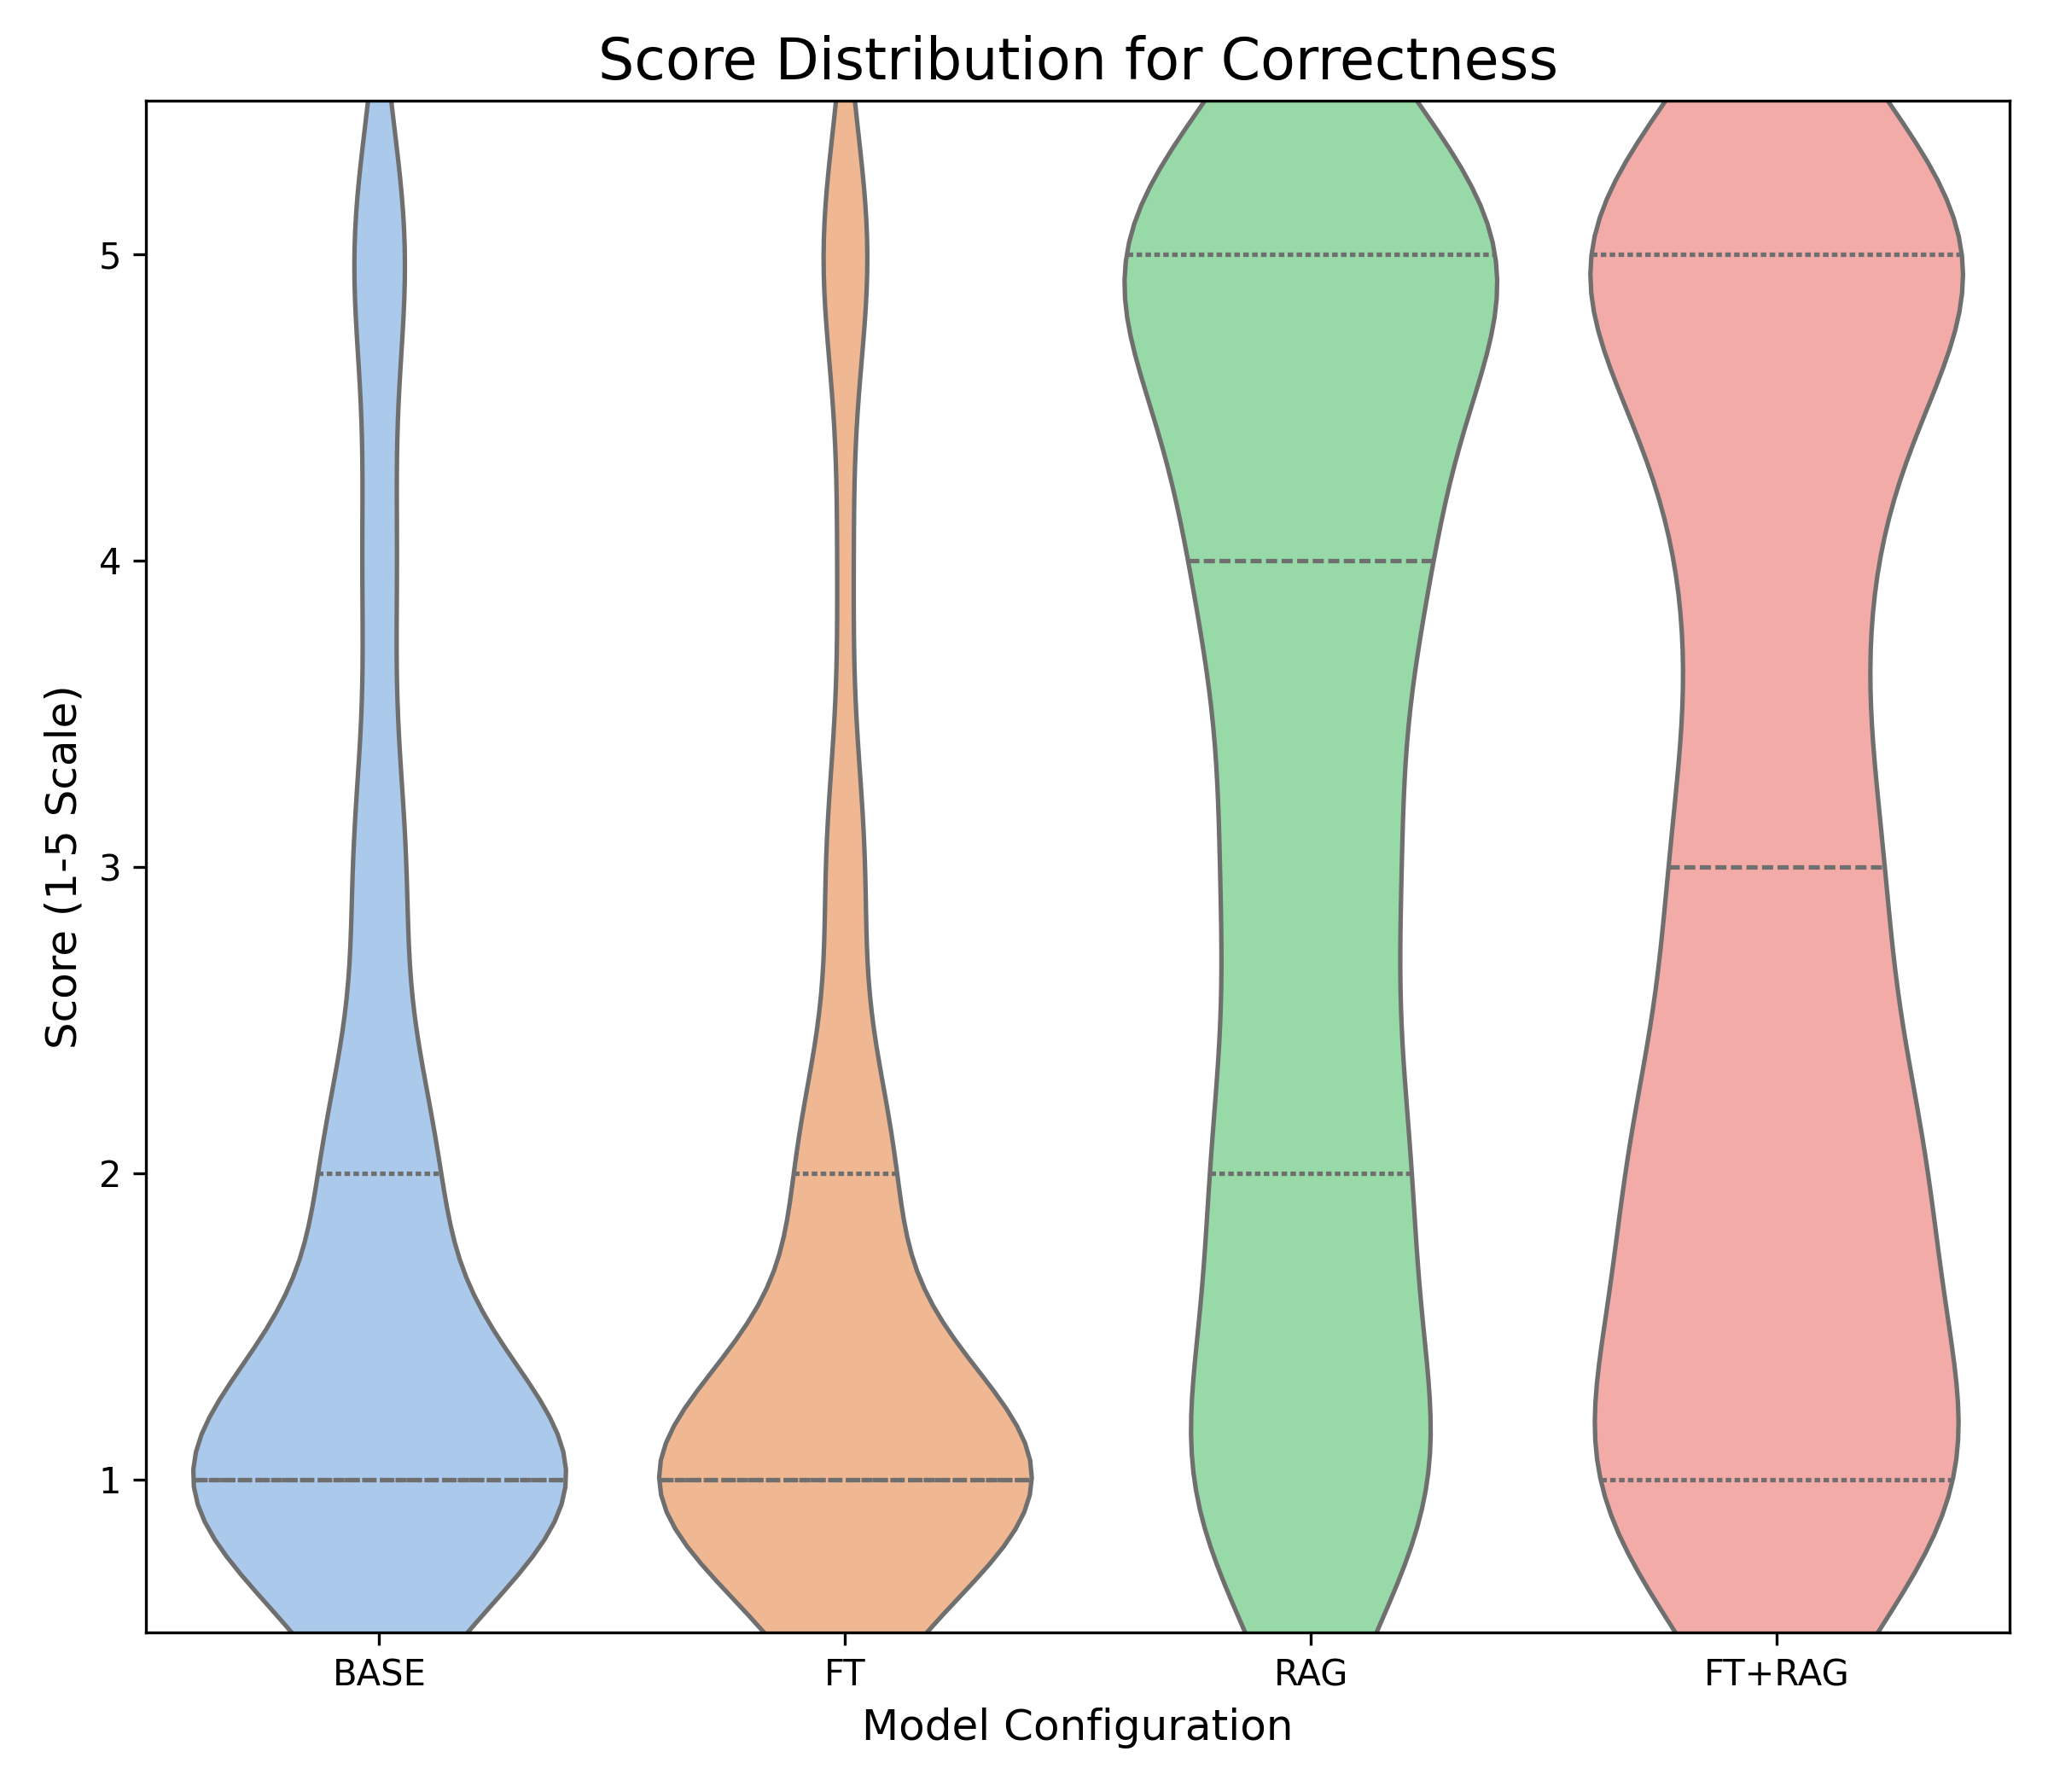 Score Distribution for Correctness
Score (1-5 Scale)
5
4
3
2
1
BASE
FT
RAG
FT+RAG
Model Configuration